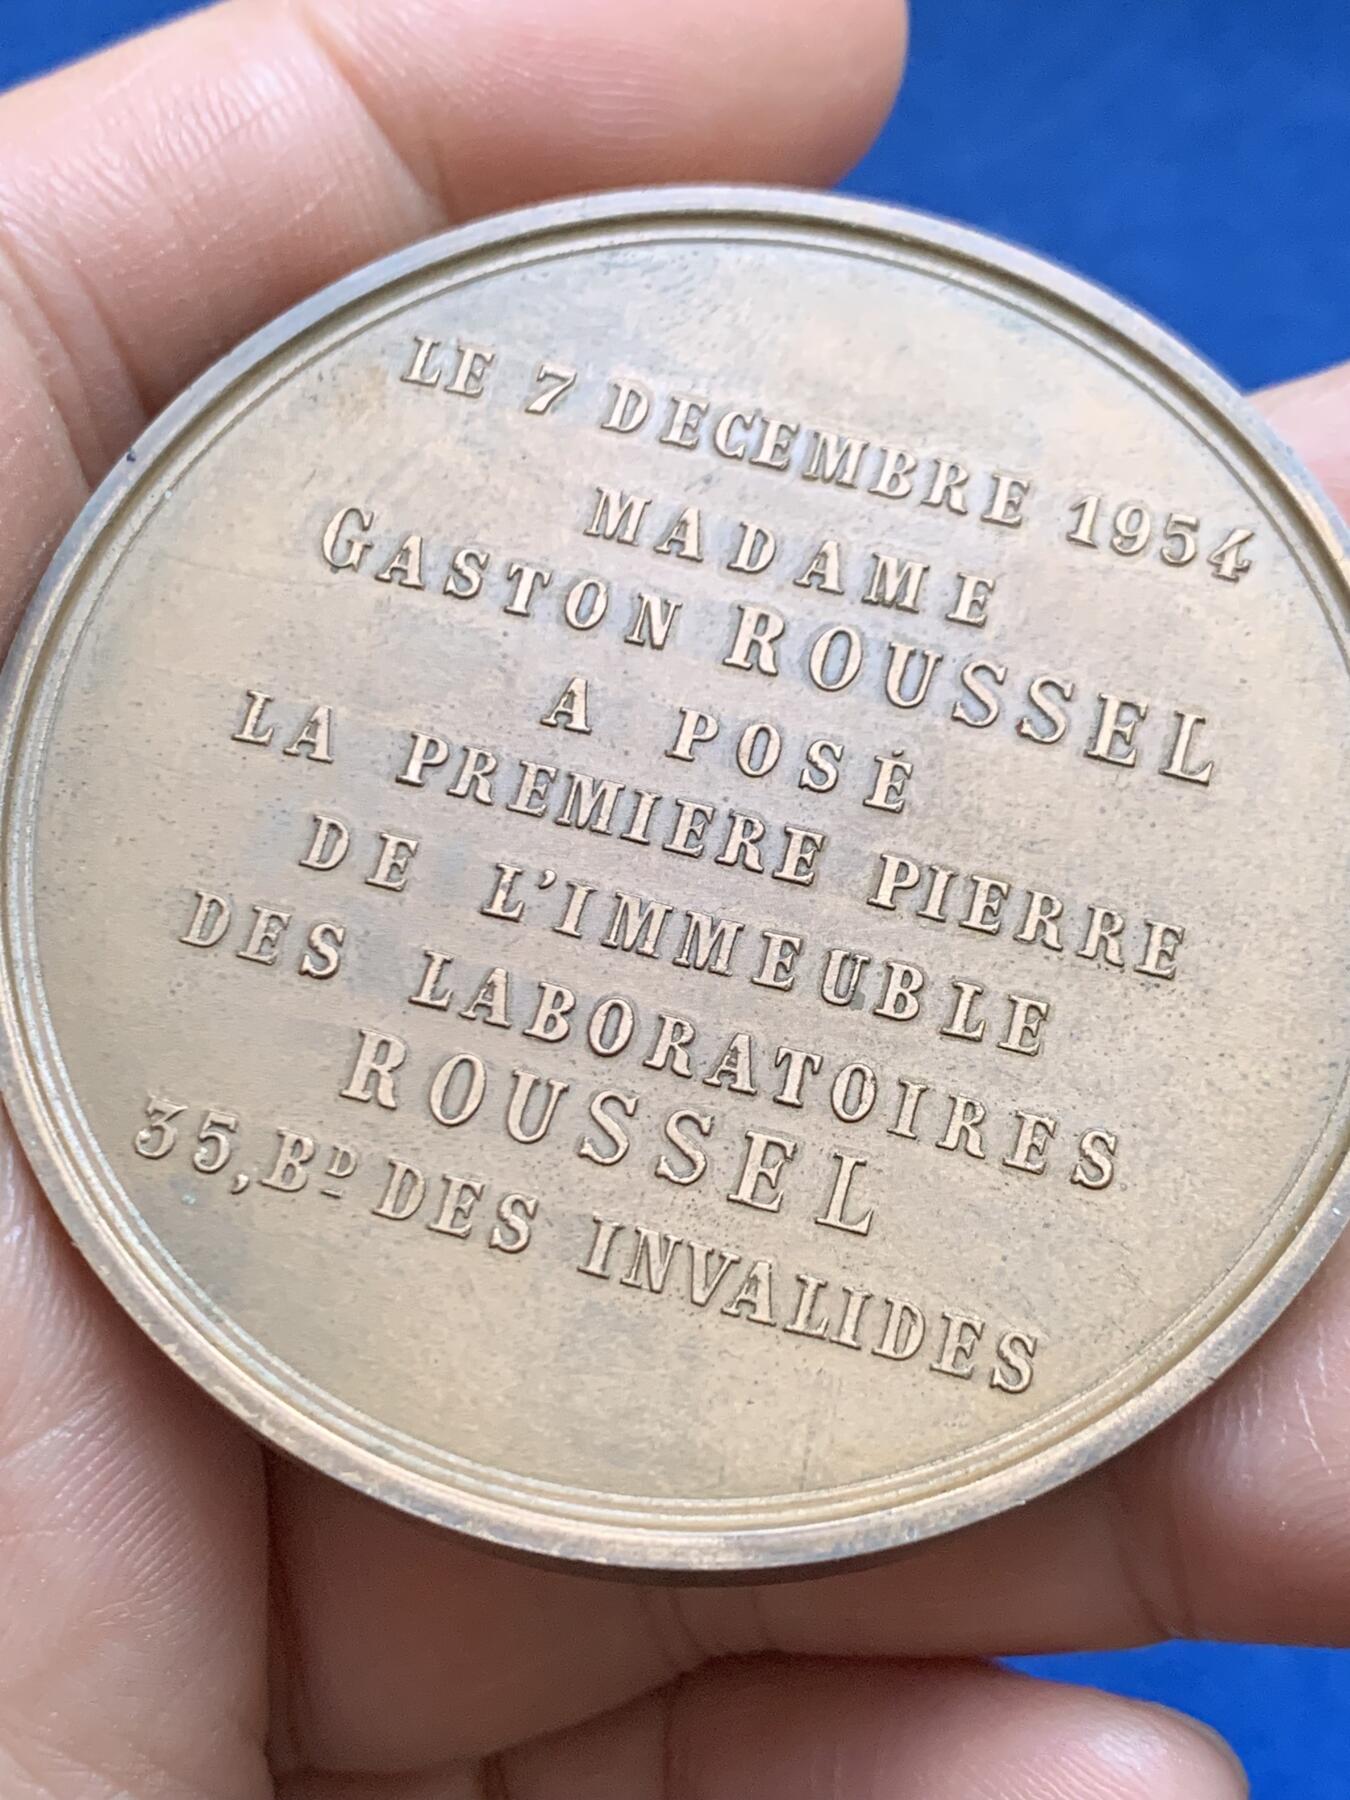 LE 7 DECEMBRE 1954
MADAME
GASTON ROUSSEL
A POSÉ
LA PREMIERE PIERRE
DE L'IMMEUBLE
DES LABORATOIRES
ROUSSEL
35, BD DES INVALIDES